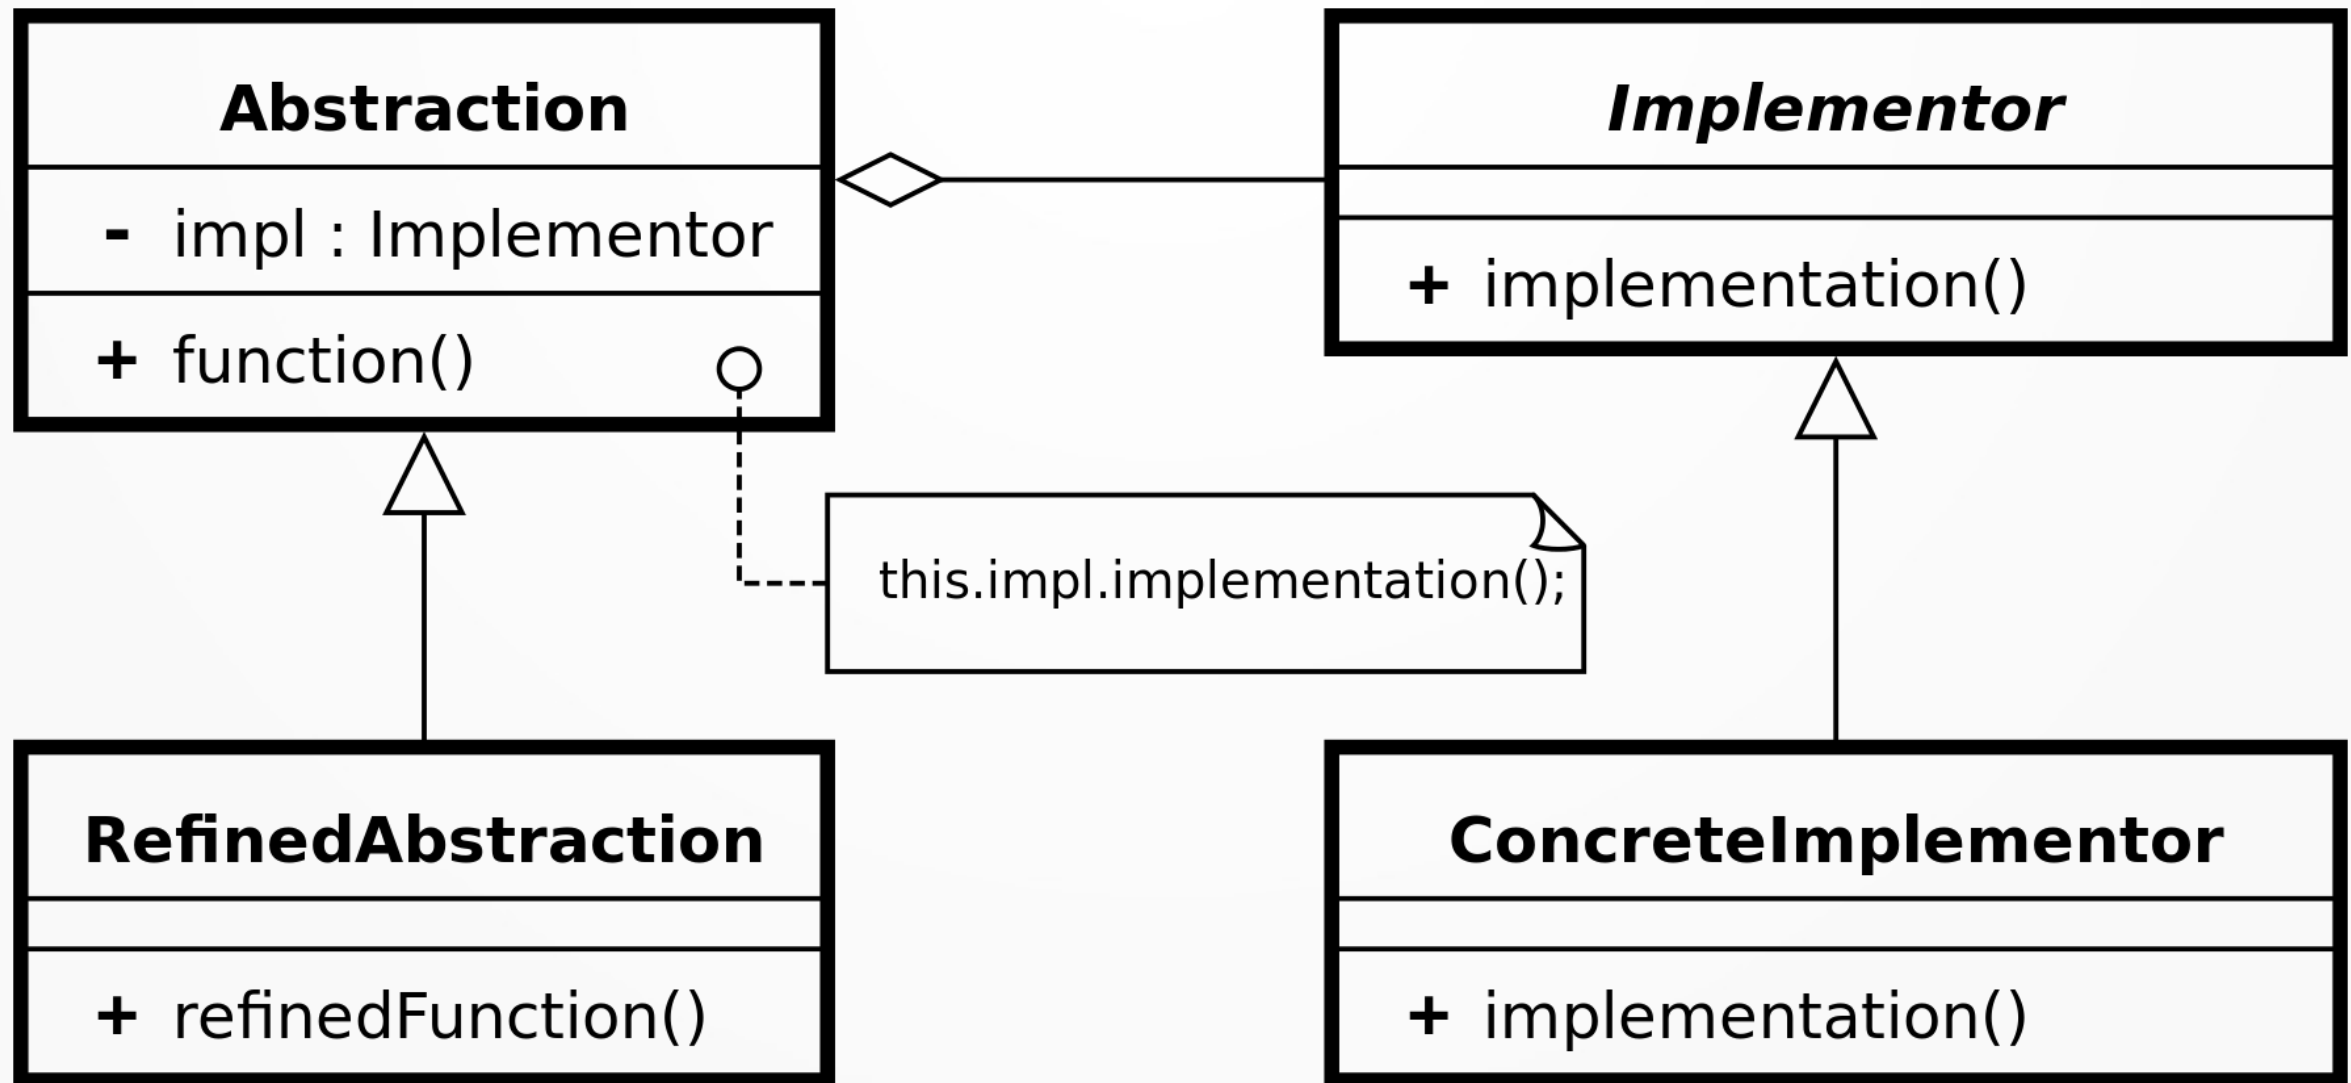 Abstraction
- impl : Implementor
+ function()
Implementor
+ implementation()
this.impl.implementation();
RefinedAbstraction
+ refinedFunction()
ConcreteImplementor
+ implementation()